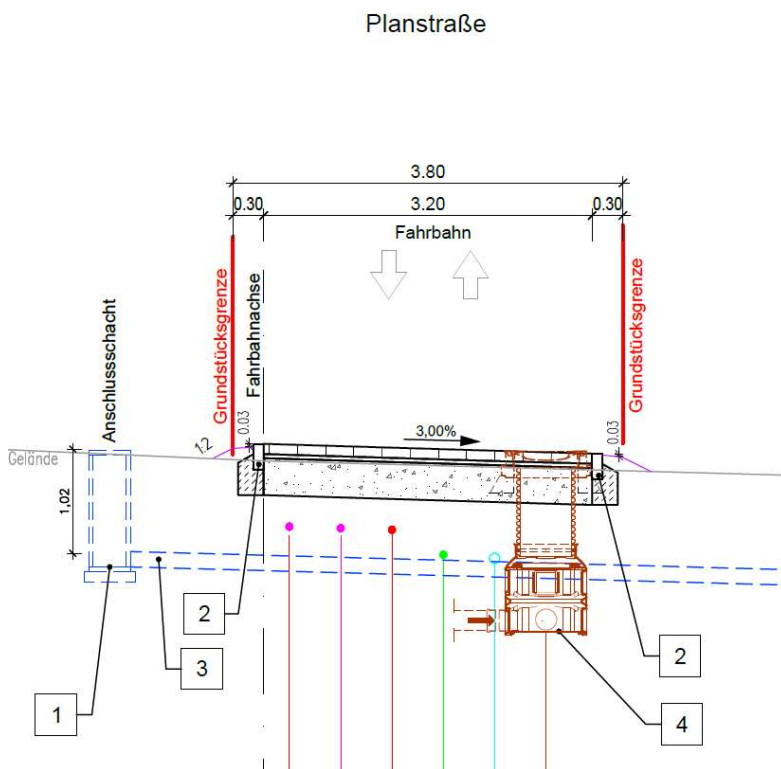 Planstraße
3.80
0.30
3.20
0.30
Fahrbahn
Anschlussschacht
Grundstücksgrenze
Fahrbahnachse
Grundstücksgrenze
0.03
0.03
3,00%
1:2
Gelände
1,02
2
2
3
1
4